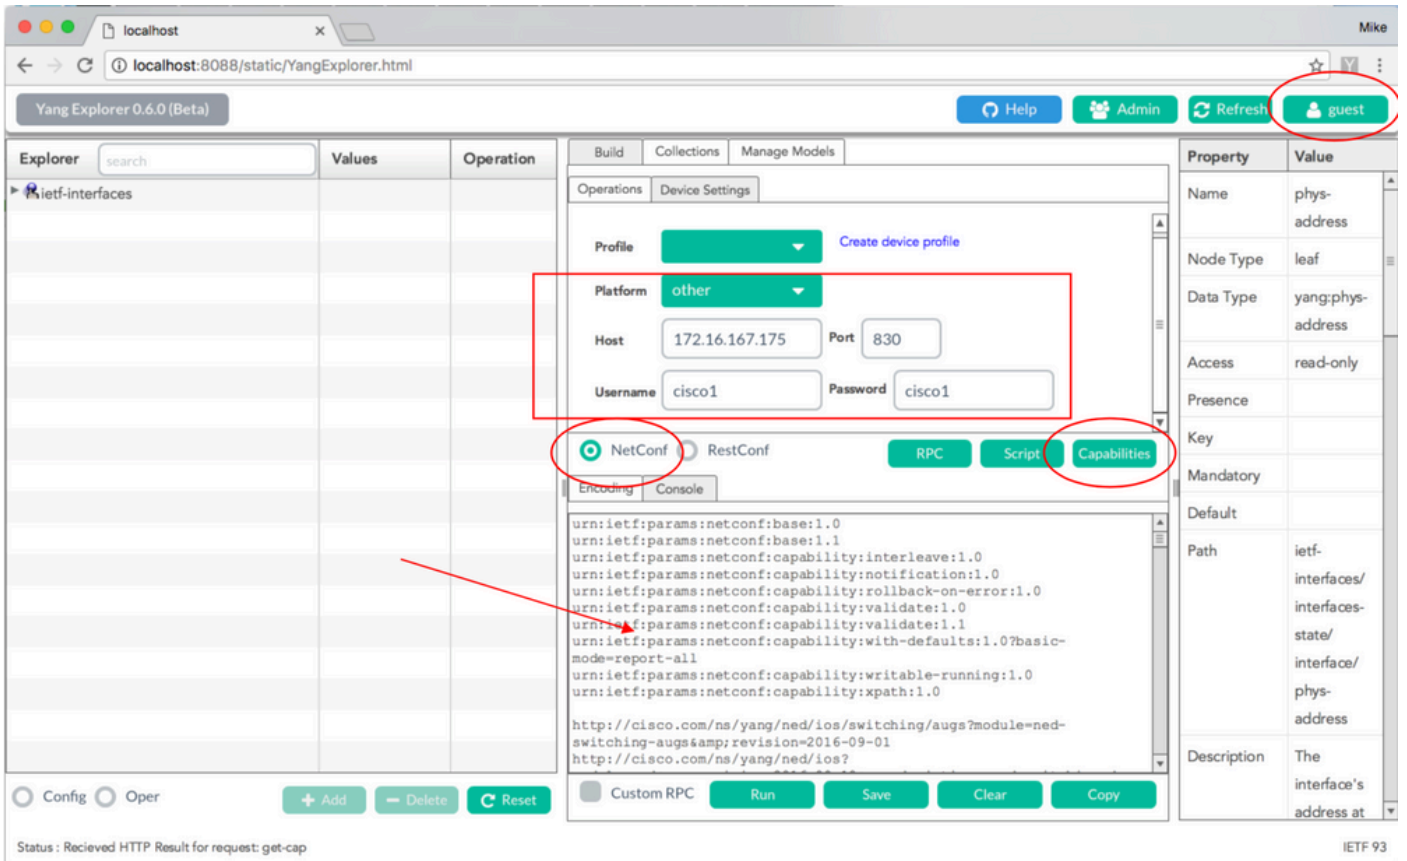 localhost
Mike
localhost:8088/static/YangExplorer.html
Yang Explorer 0.6.0 (Beta)
Help
Admin
Refresh
guest
Explorer
search
Values
Operation
ietf-interfaces
Build
Collections
Manage Models
Operations
Device Settings
Profile
Create device profile
Platform
other
Host
172.16.167.175
Port
830
Username
cisco1
Password
cisco1
NetConf
RestConf
RPC
Script
Capabilities
Encoding
Console
urn:ietf:params:netconf:base:1.0
urn:ietf:params:netconf:base:1.1
urn:ietf:params:netconf:capability:interleave:1.0
urn:ietf:params:netconf:capability:notification:1.0
urn:ietf:params:netconf:capability:rollback-on-error:1.0
urn:ietf:params:netconf:capability:validate:1.0
urn:ietf:params:netconf:capability:validate:1.1
urn:ietf:params:netconf:capability:with-defaults:1.0?basic-
mode=report-all
urn:ietf:params:netconf:capability:writable-running:1.0
urn:ietf:params:netconf:capability:xpath:1.0
http://cisco.com/ns/yang/ned/ios/switching/augs?module=ned-
switching-augs&amp;revision=2016-09-01
http://cisco.com/ns/yang/ned/ios?
Custom RPC
Run
Save
Clear
Copy
Property
Value
Name
phys-
address
Node Type
leaf
Data Type
yang:phys-
address
Access
read-only
Presence
Key
Mandatory
Default
Path
ietf-
interfaces/
interfaces-
state/
interface/
phys-
address
Description
The
interface's
address at
Config
Oper
Add
Delete
Reset
Status : Recieved HTTP Result for request: get-cap
IETF 93